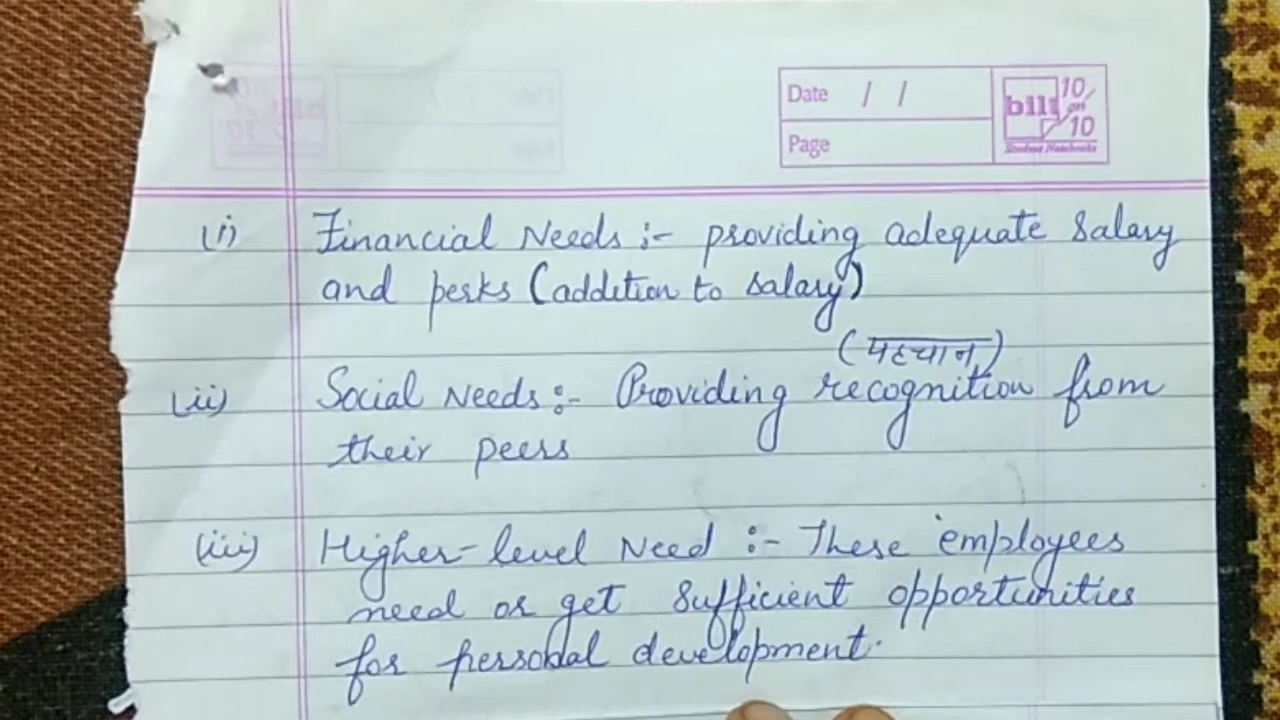 Date / /
Page
bilt 10 on 10
Student Notebooks
(i) Financial Needs :- providing adequate salary
and perks (addition to salary)
(पहचान)
(ii) Social Needs :- Providing recognition from
their peers
(iii) Higher-level Need :- These employees
need or get sufficient opportunities
for personal development.